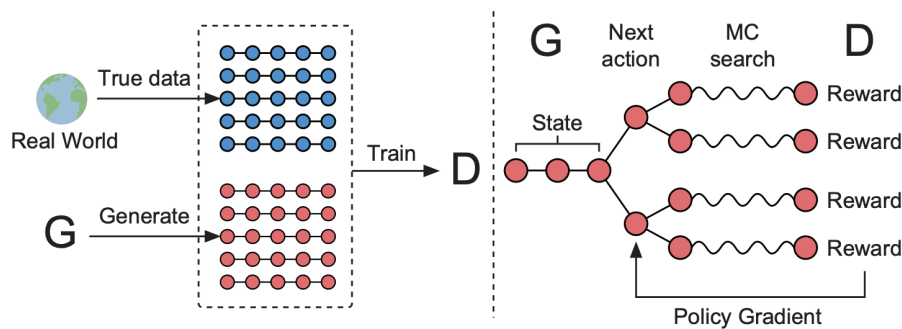 True data
Real World
G
Generate
Train
D
G
Next
action
MC
search
D
State
Reward
Reward
Reward
Reward
Policy Gradient